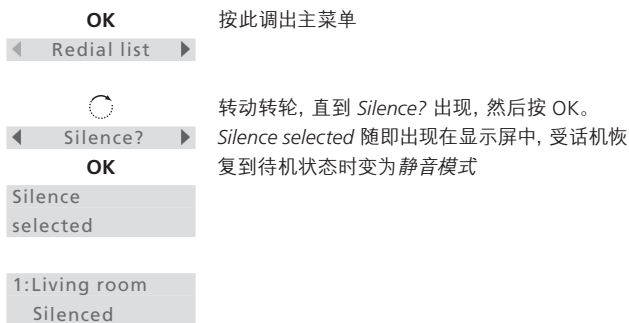 OK 按此调出主菜单
Redial list
转动转轮, 直到 Silence? 出现, 然后按 OK。
Silence? Silence selected 随即出现在显示屏中, 受话机恢
OK 复到待机状态时变为静音模式
Silence
selected
1:Living room
Silenced